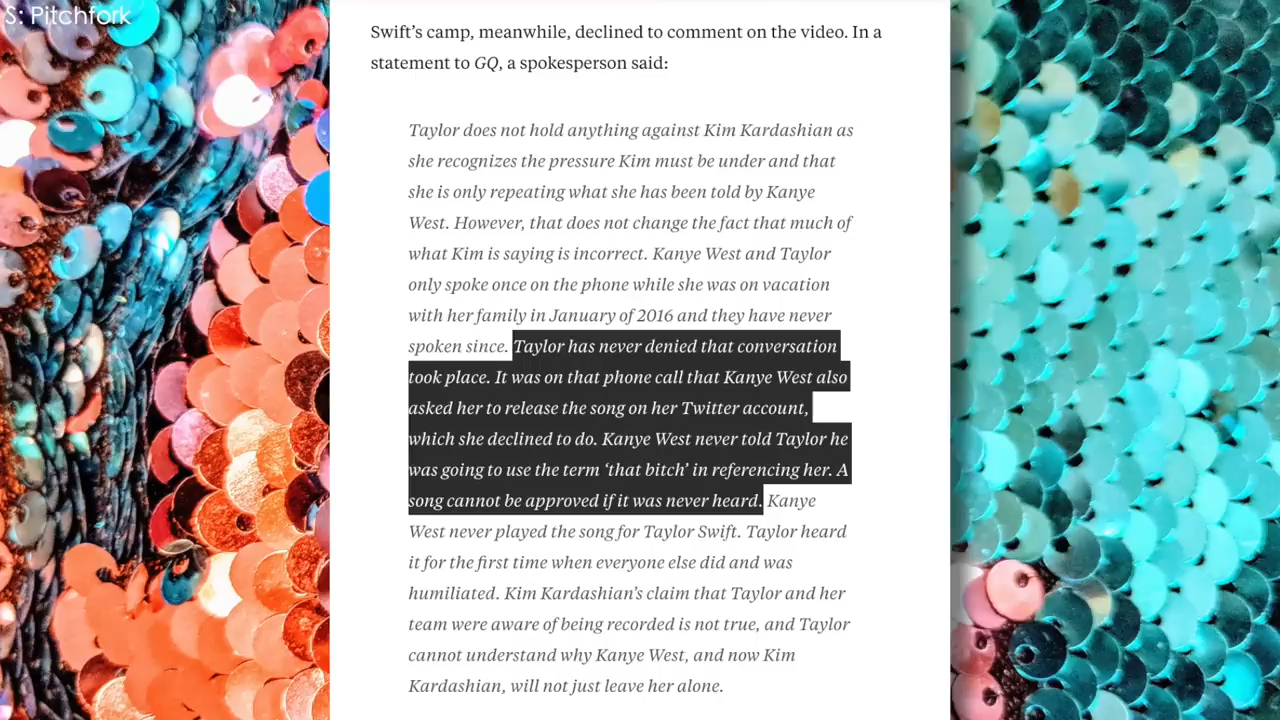 S: Pitchfork
Swift’s camp, meanwhile, declined to comment on the video. In a
statement to GQ, a spokesperson said:
Taylor does not hold anything against Kim Kardashian as
she recognizes the pressure Kim must be under and that
she is only repeating what she has been told by Kanye
West. However, that does not change the fact that much of
what Kim is saying is incorrect. Kanye West and Taylor
only spoke once on the phone while she was on vacation
with her family in January of 2016 and they have never
spoken since. Taylor has never denied that conversation
took place. It was on that phone call that Kanye West also
asked her to release the song on her Twitter account,
which she declined to do. Kanye West never told Taylor he
was going to use the term ‘that bitch’ in referencing her. A
song cannot be approved if it was never heard. Kanye
West never played the song for Taylor Swift. Taylor heard
it for the first time when everyone else did and was
humiliated. Kim Kardashian’s claim that Taylor and her
team were aware of being recorded is not true, and Taylor
cannot understand why Kanye West, and now Kim
Kardashian, will not just leave her alone.